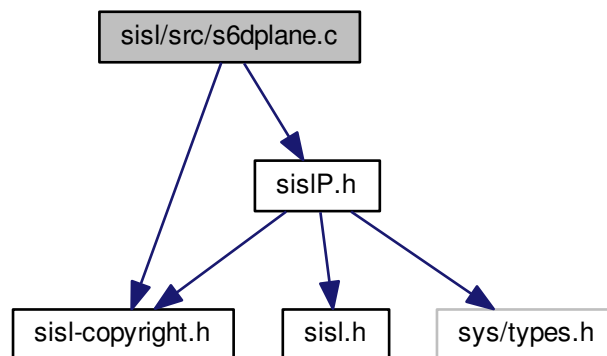 sisl/src/s6dplane.c
sislP.h
sisl-copyright.h
sisl.h
sys/types.h